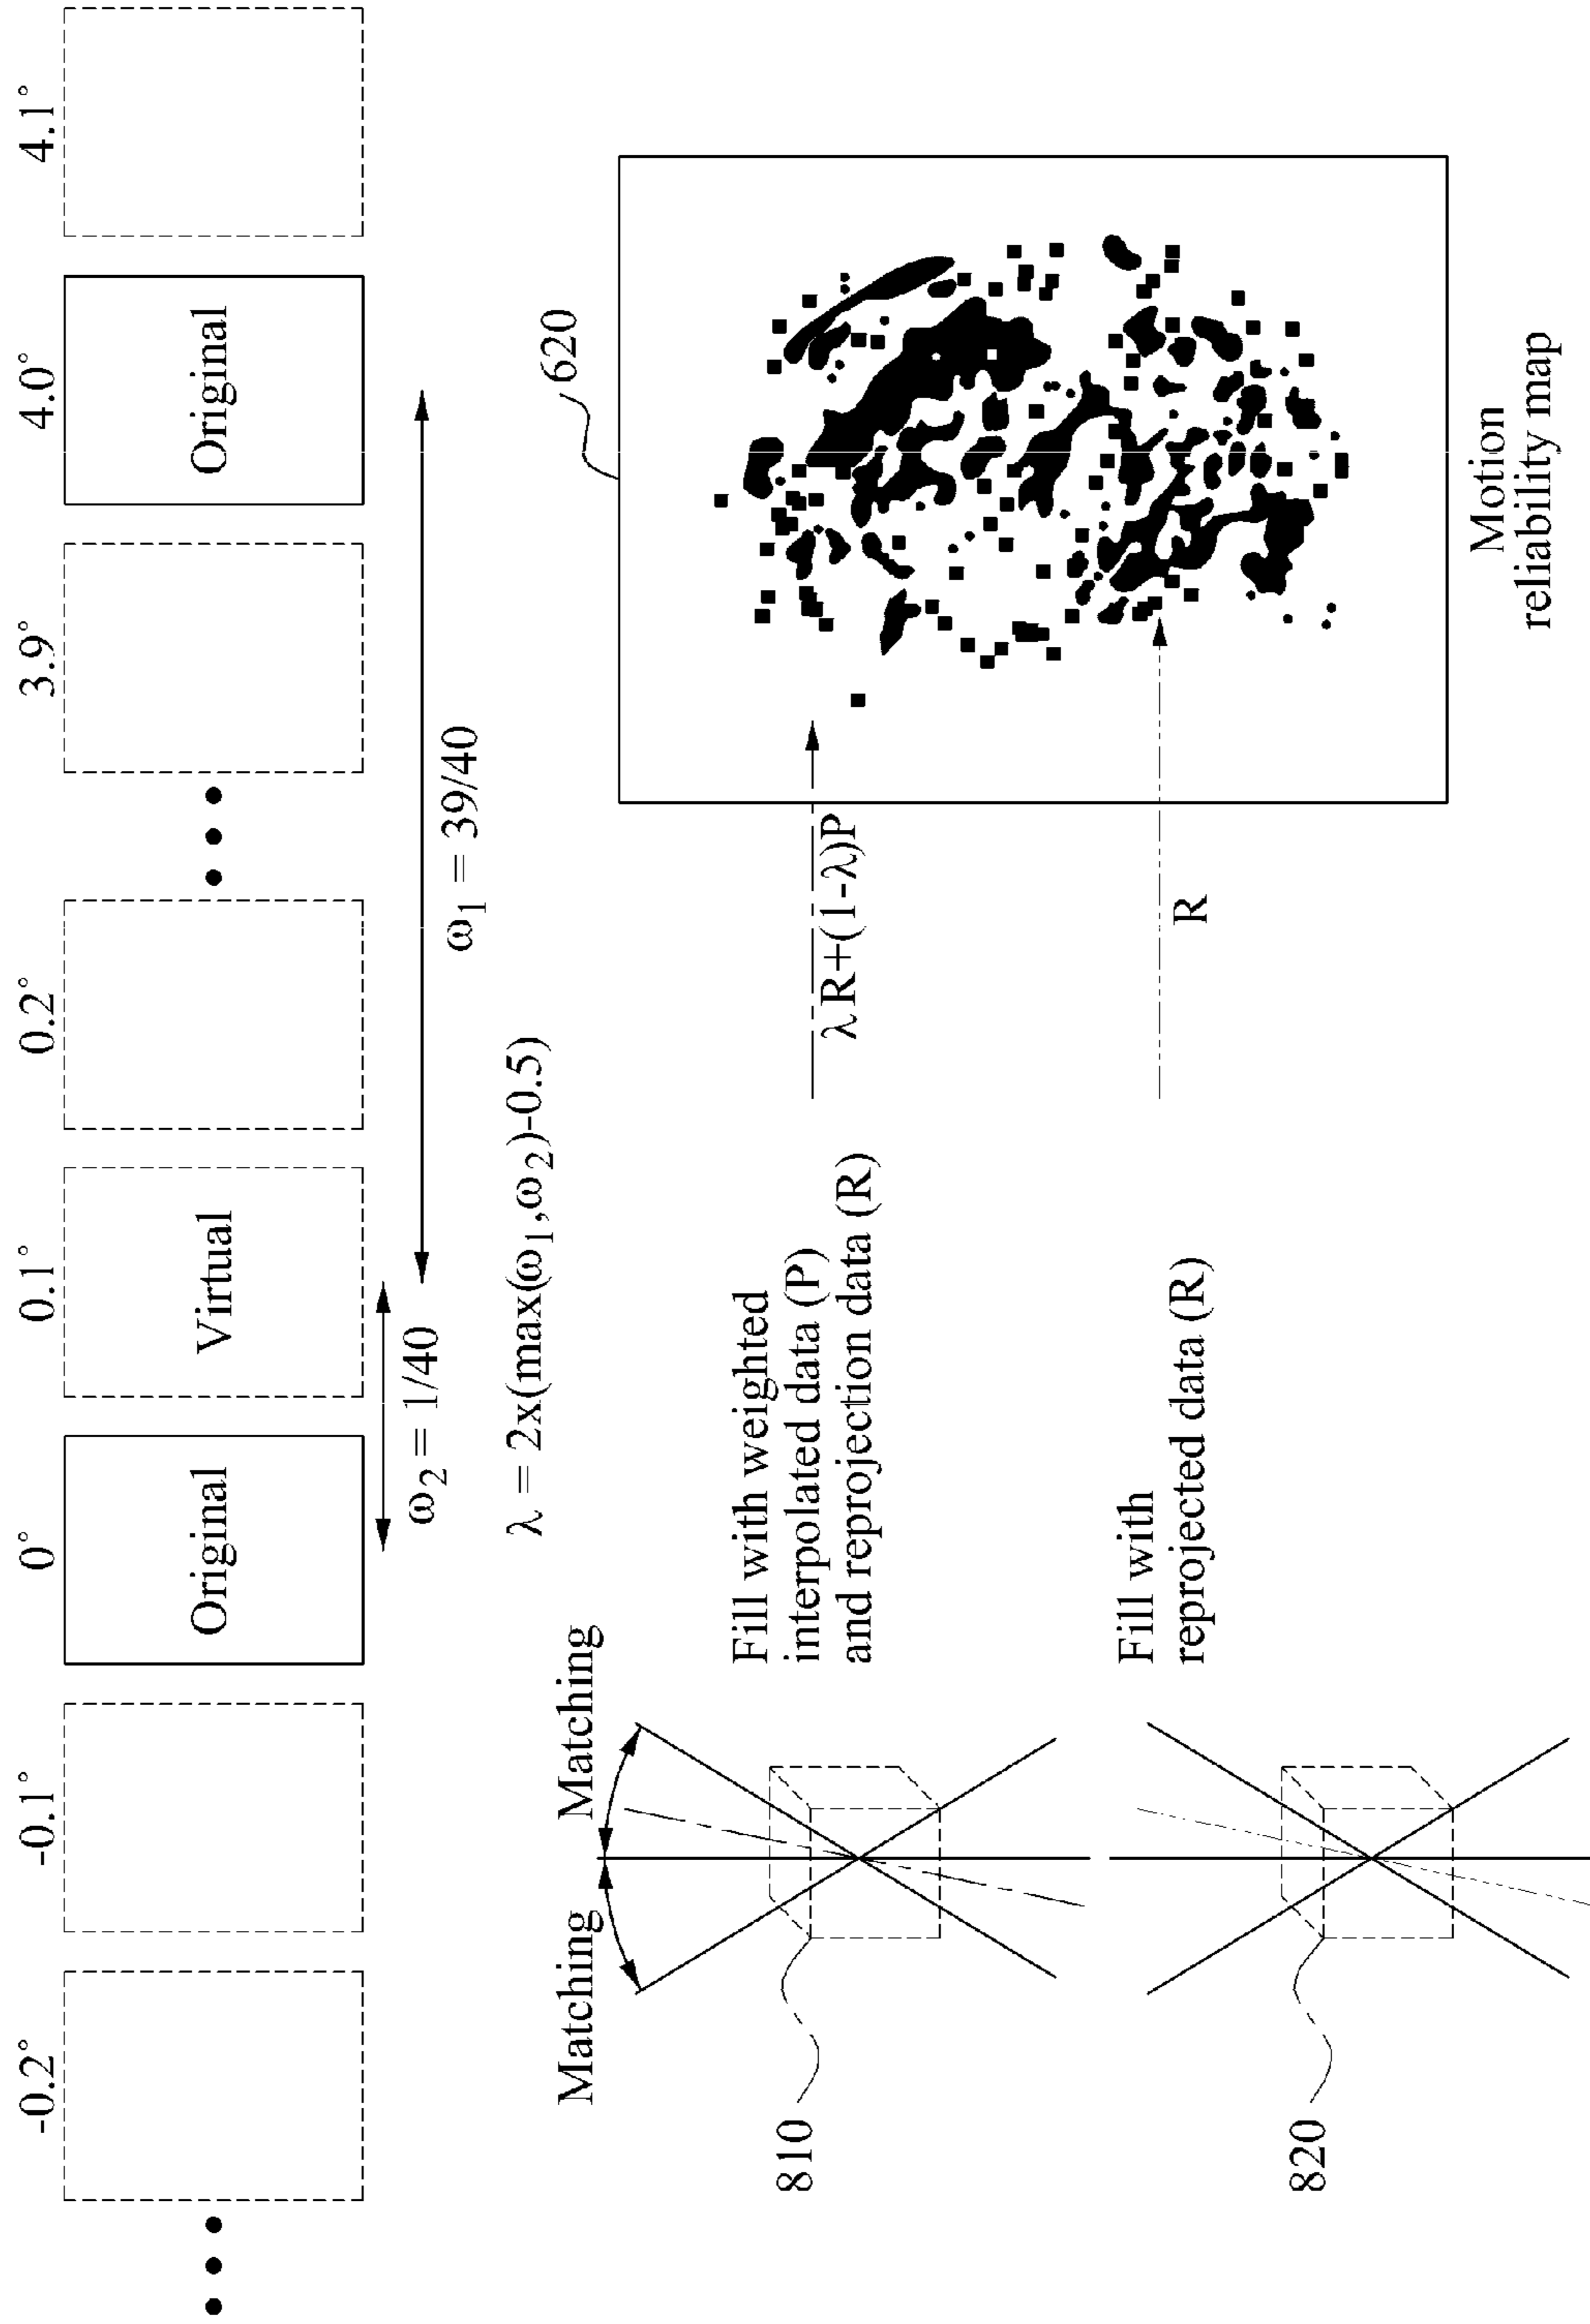 -0.2°
-0.1°
0°
0.1°
0.2°
3.9°
4.0°
4.1°
Original
Virtual
Original
ω2 = 1/40
ω1 = 39/40
λ = 2x(max(ω1,ω2)-0.5)
Matching
Matching
810
Fill with weighted
interpolated data (P)
and reprojection data (R)
λR+(1-λ)P
620
820
Fill with
reprojected data (R)
R
Motion
reliability map